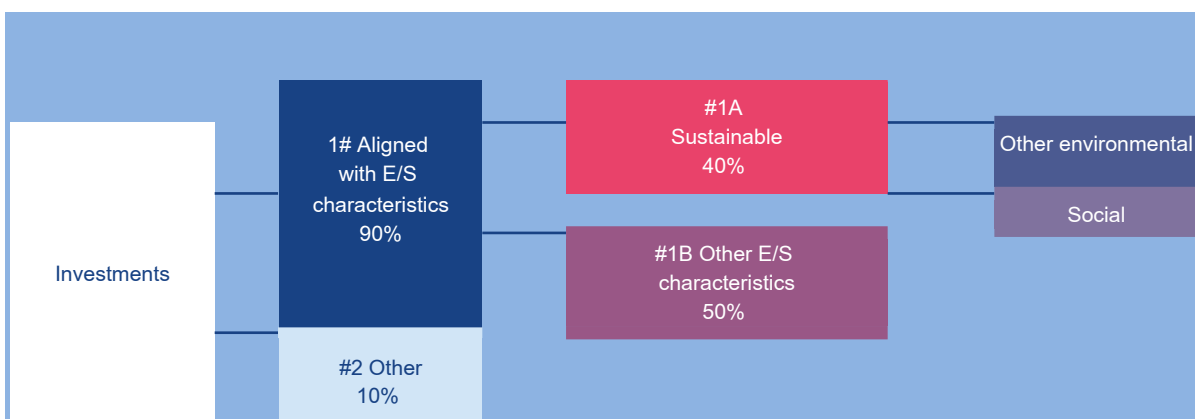 Investments
1# Aligned
with E/S
characteristics
90%
#2 Other
10%
#1A
Sustainable
40%
#1B Other E/S
characteristics
50%
Other environmental
Social